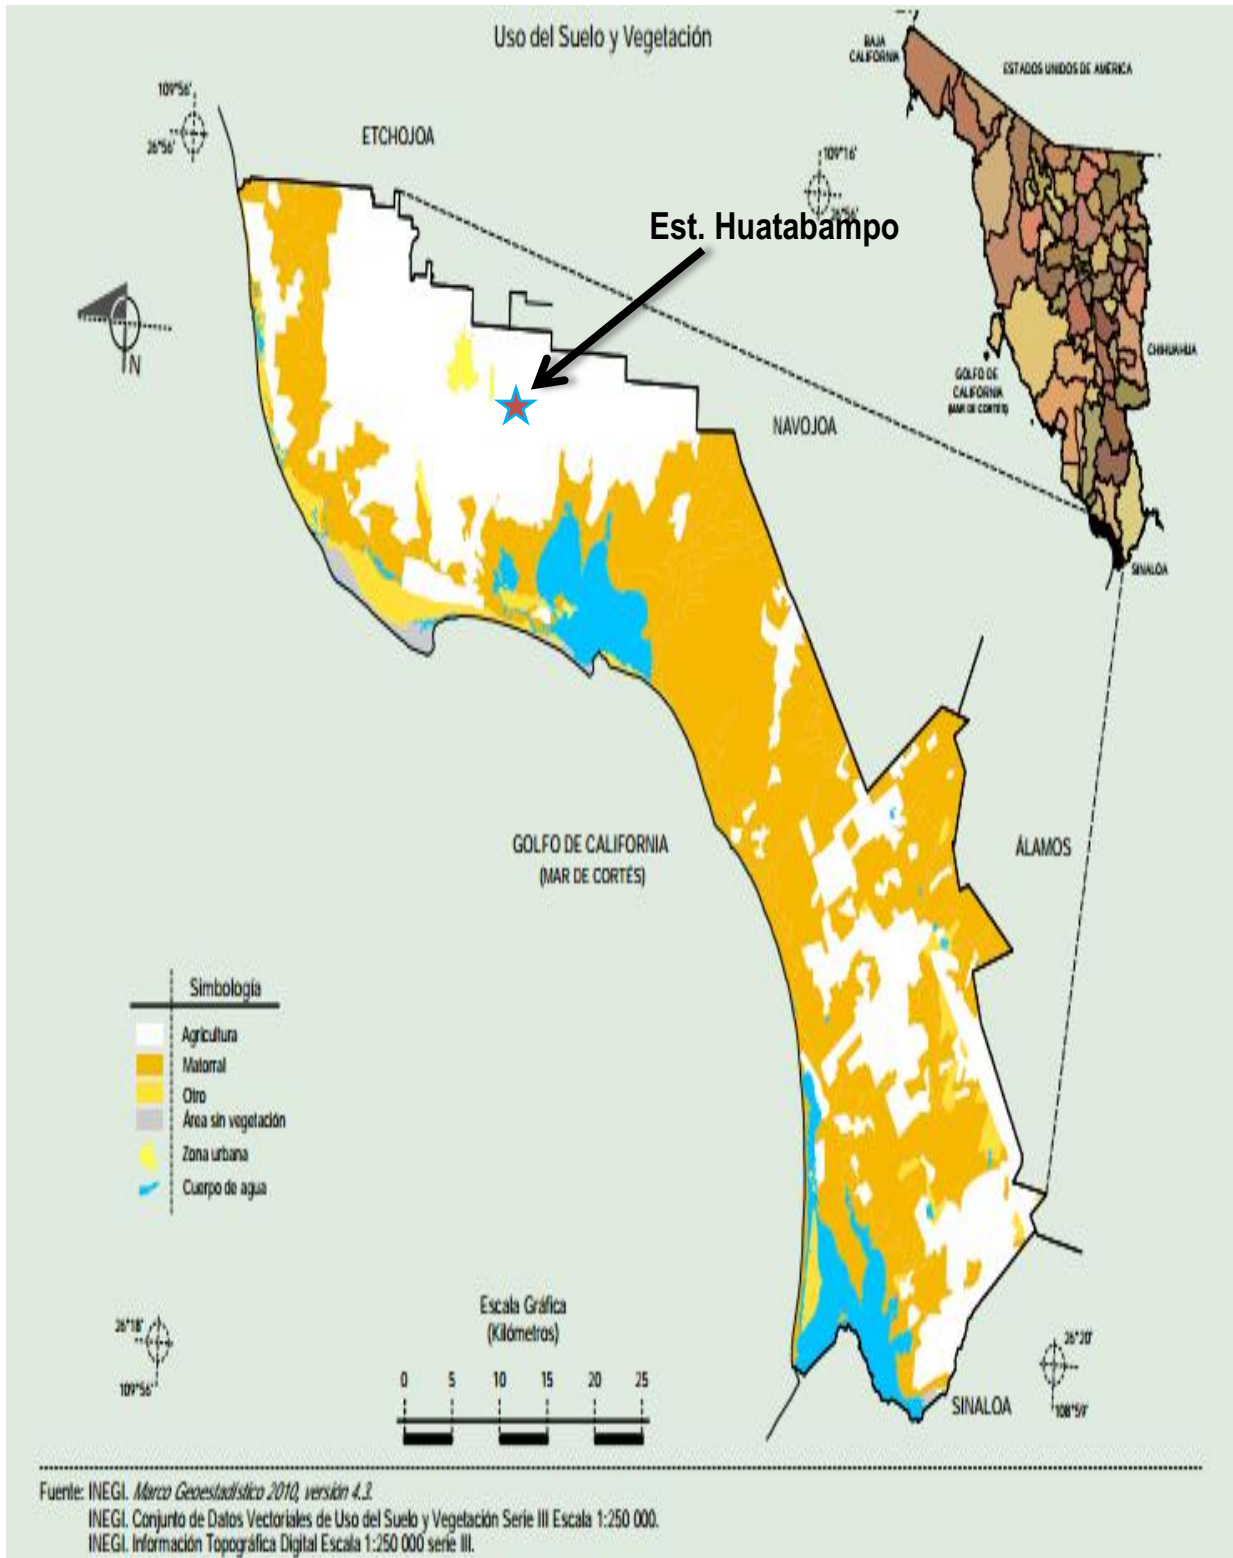 Uso del Suelo y Vegetación
BAJA
CALIFORNIA
ESTADOS UNIDOS DE AMÉRICA
109°56'
26°56'
ETCHOJOA
109°16'
26°56'
Est. Huatabampo
N
CHIHUAHUA
GOLFO DE
CALIFORNIA
(MAR DE CORTÉS)
NAVOJOA
SINALOA
GOLFO DE CALIFORNIA
(MAR DE CORTÉS)
ÁLAMOS
Simbología
Agricultura
Matorral
Otro
Área sin vegetación
Zona urbana
Cuerpo de agua
Escala Gráfica
(Kilómetros)
0 5 10 15 20 25
26°18'
109°56'
26°20'
108°59'
SINALOA
Fuente: INEGI. Marco Geoestadístico 2010, versión 4.3.
INEGI. Conjunto de Datos Vectoriales de Uso del Suelo y Vegetación Serie III Escala 1:250 000.
INEGI. Información Topográfica Digital Escala 1:250 000 serie III.